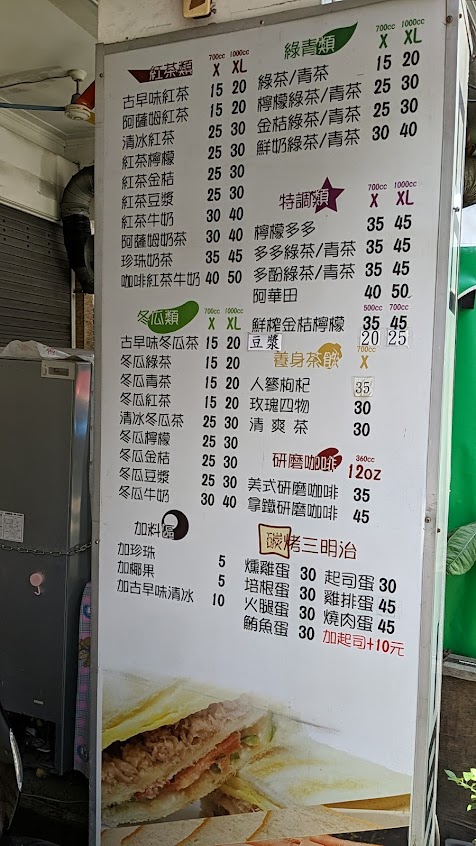 紅茶類 700cc X 1000cc XL
古早味紅茶 15 20
阿薩姆紅茶 15 20
清冰紅茶 25 30
紅茶檸檬 25 30
紅茶金桔 25 30
紅茶豆漿 25 30
紅茶牛奶 30 40
阿薩姆奶茶 30 40
珍珠奶茶 35 45
咖啡紅茶牛奶 40 50
冬瓜類 700cc X 1000cc XL
古早味冬瓜茶 15 20
冬瓜綠茶 15 20
冬瓜青茶 15 20
冬瓜紅茶 15 20
清冰冬瓜茶 25 30
冬瓜檸檬 25 30
冬瓜金桔 25 30
冬瓜豆漿 25 30
冬瓜牛奶 30 40
加料區
加珍珠 5
加椰果 5
加古早味清冰 10
綠青類 700cc X 1000cc XL
綠茶/青茶 15 20
檸檬綠茶/青茶 25 30
金桔綠茶/青茶 25 30
鮮奶綠茶/青茶 30 40
特調類 700cc X 1000cc XL
檸檬多多 35 45
多多綠茶/青茶 35 45
多酚綠茶/青茶 35 45
阿華田 40 50
500cc 700cc
鮮榨金桔檸檬 35 45
豆漿 20 25
養身茶飲 700cc X
人蔘枸杞 35
玫瑰四物 30
清爽茶 30
研磨咖啡 360cc 12oz
美式研磨咖啡 35
拿鐵研磨咖啡 45
碳烤三明治
燻雞蛋 30 起司蛋 30
培根蛋 30 雞排蛋 45
火腿蛋 30 燒肉蛋 45
鮪魚蛋 30 加起司+10元